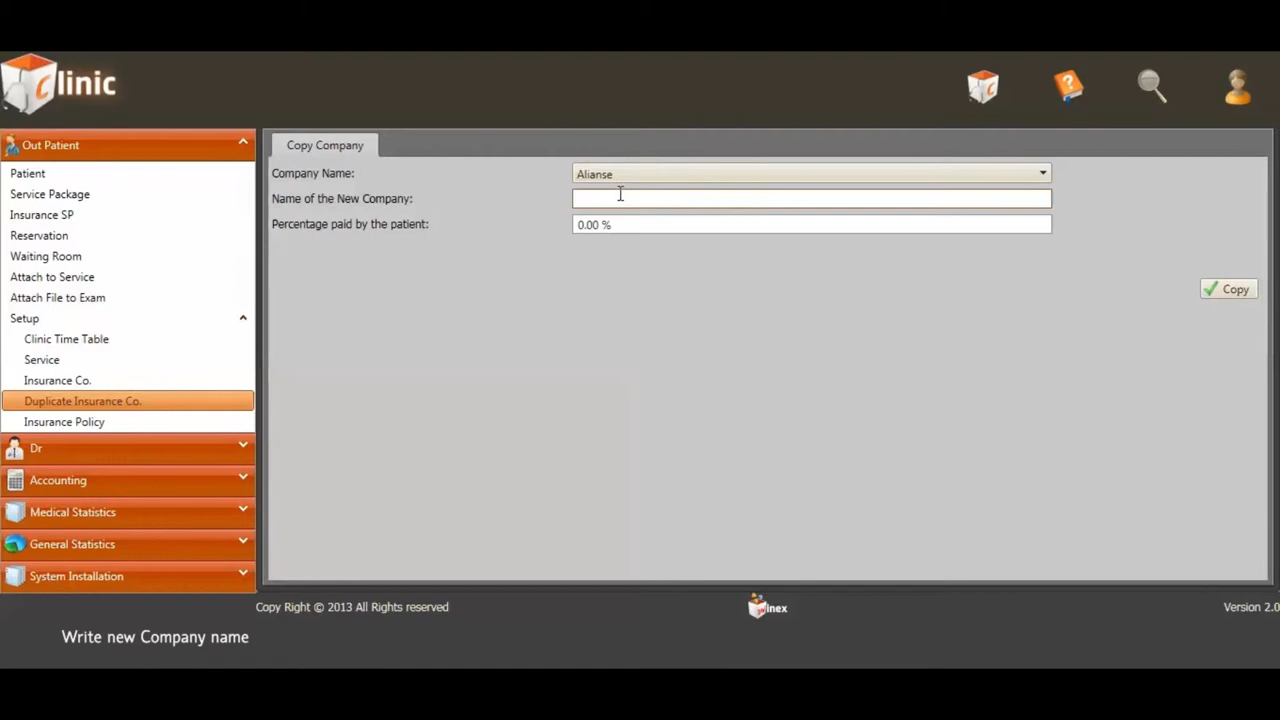 Clinic
Out Patient
Patient
Service Package
Insurance SP
Reservation
Waiting Room
Attach to Service
Attach File to Exam
Setup
Clinic Time Table
Service
Insurance Co.
Duplicate Insurance Co.
Insurance Policy
Dr
Accounting
Medical Statistics
General Statistics
System Installation
Copy Company
Company Name: Alianse
Name of the New Company:
Percentage paid by the patient: 0.00 %
Copy
Copy Right © 2013 All Rights reserved
inex
Version 2.0
Write new Company name